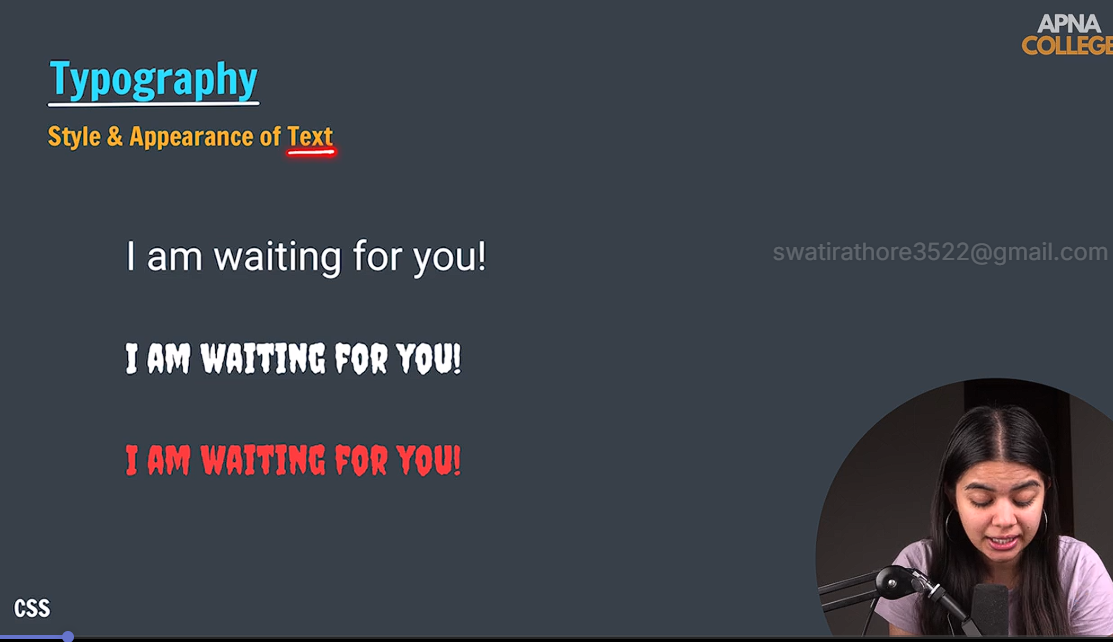 APNA
COLLEGE
Typography
Style & Appearance of Text
I am waiting for you!
swatirathore3522@gmail.com
I AM WAITING FOR YOU!
I AM WAITING FOR YOU!
CSS